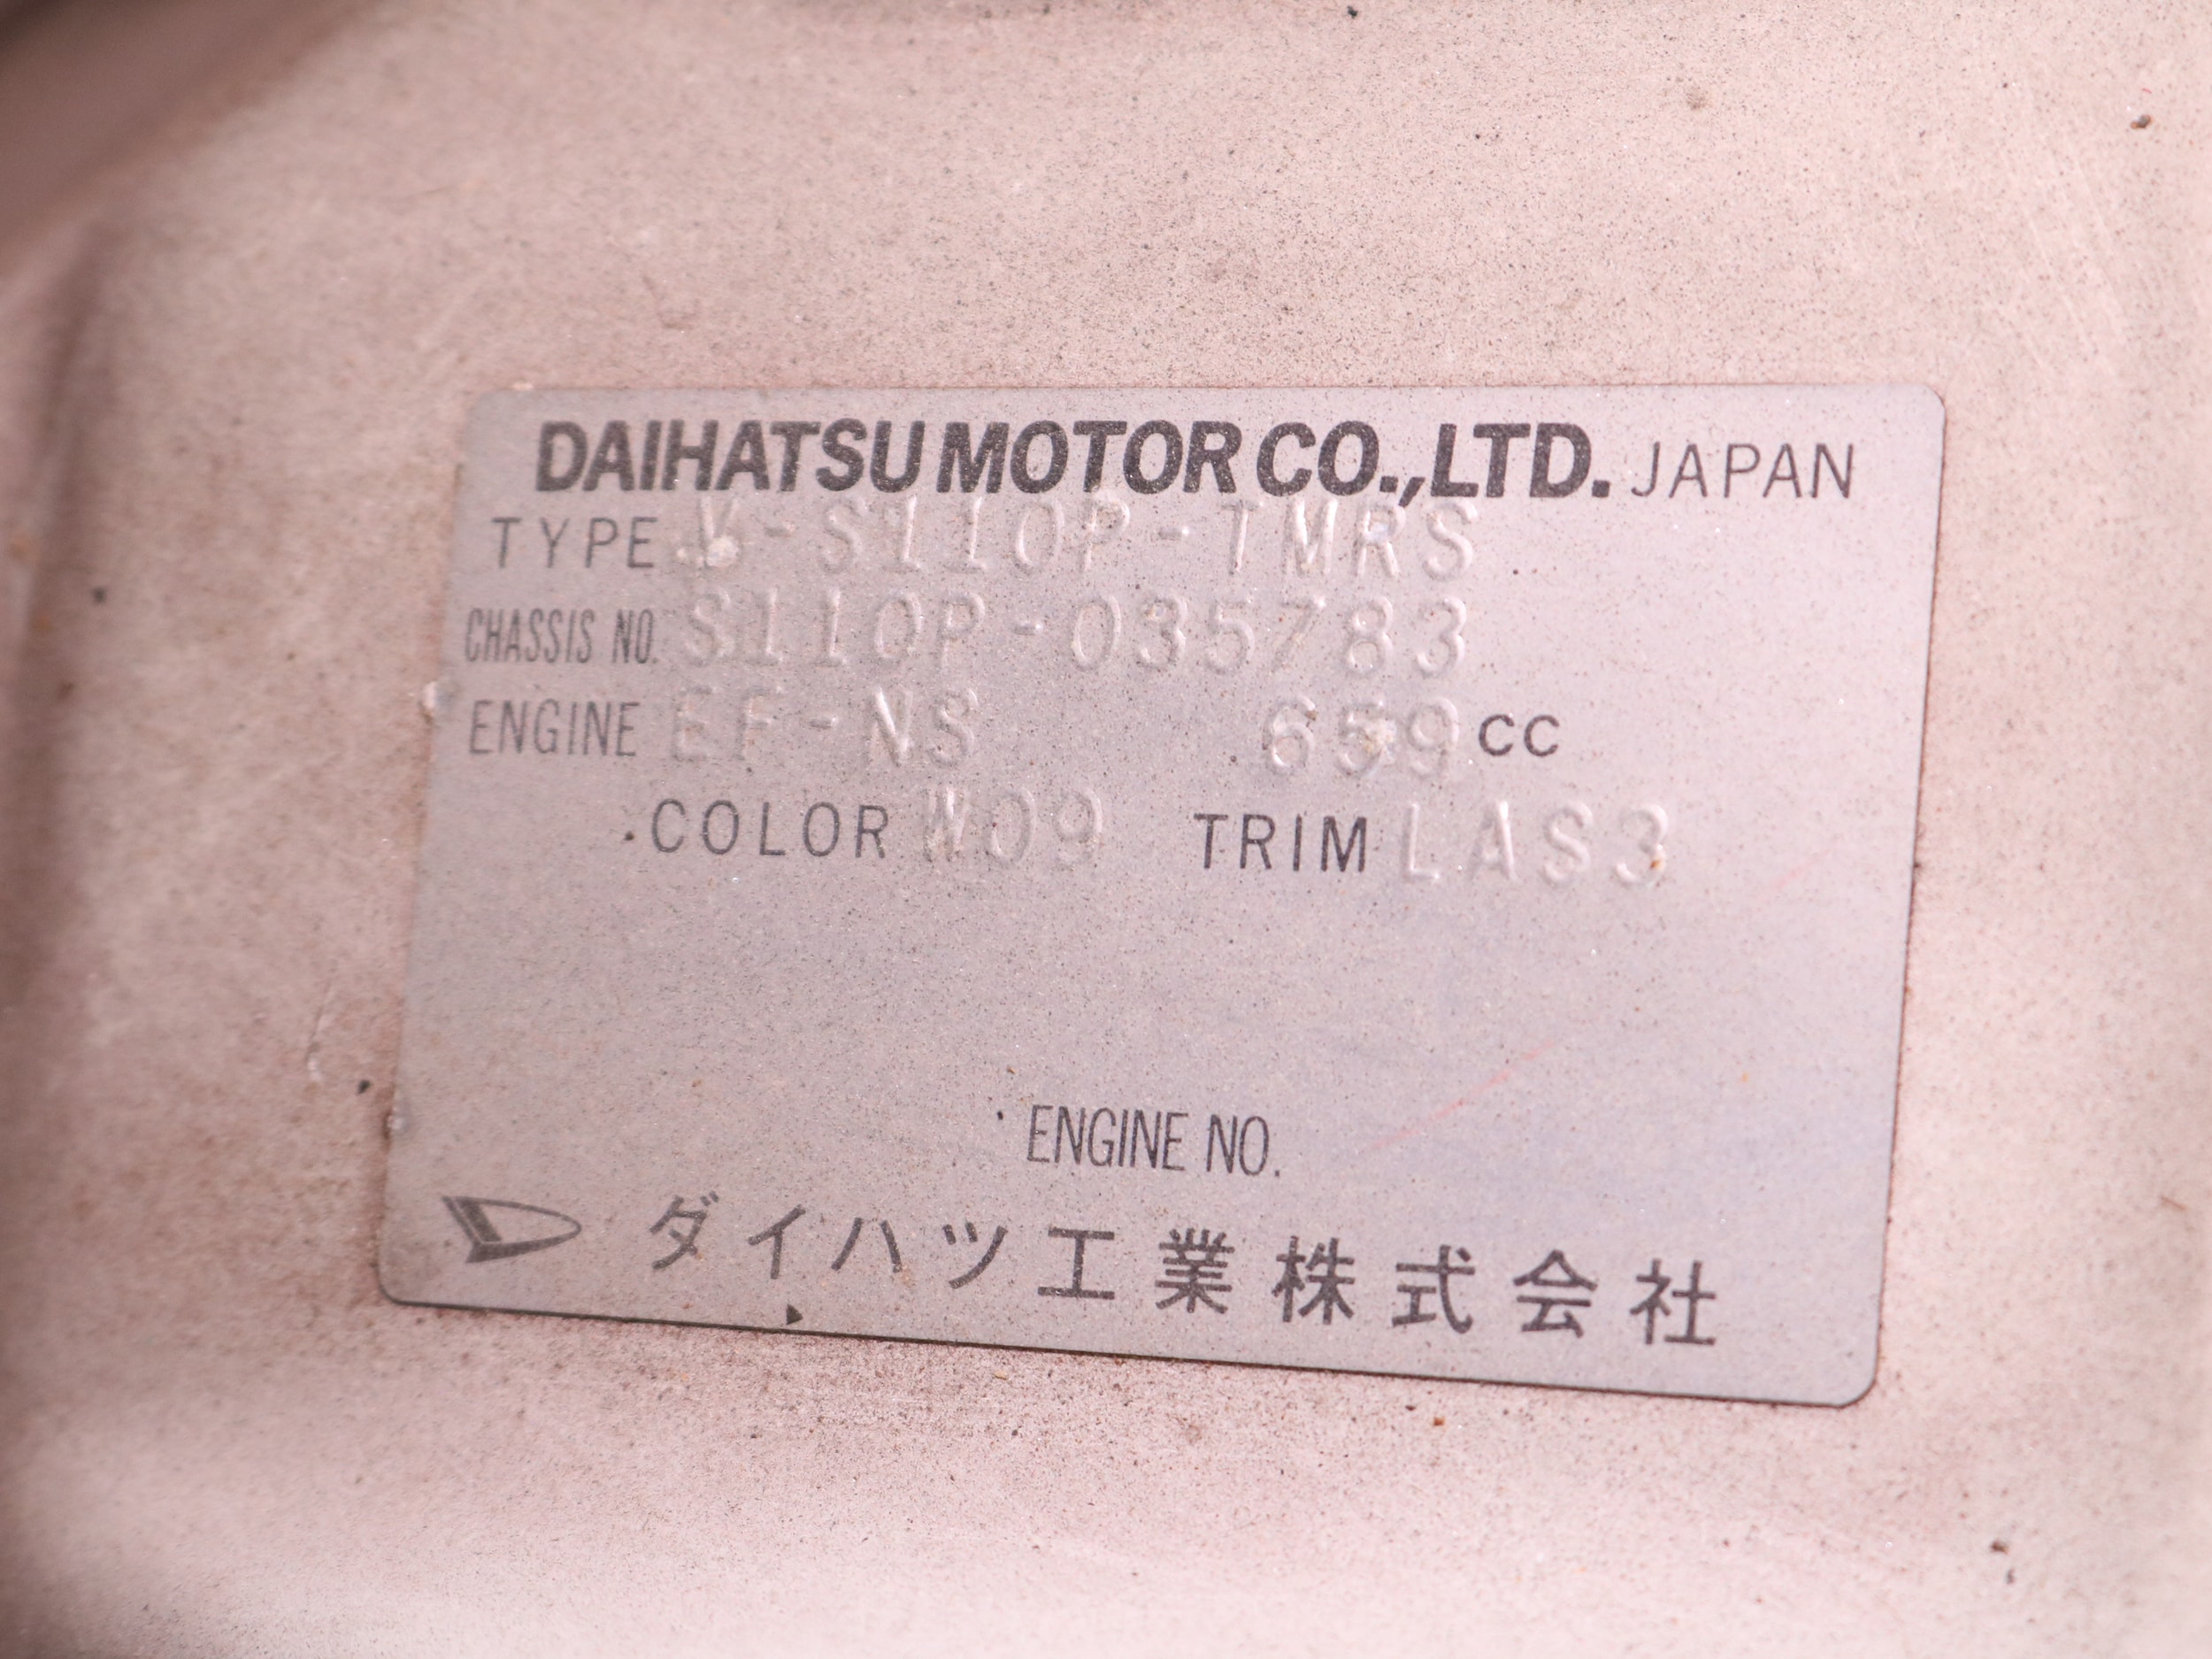 DAIHATSU MOTOR CO.,LTD. JAPAN
TYPE V-S110P-TMRS
CHASSIS NO. S110P-035783
ENGINE EF-NS 659 CC
COLOR W09 TRIM LAS3
ENGINE NO.
ダイハツ工業株式会社